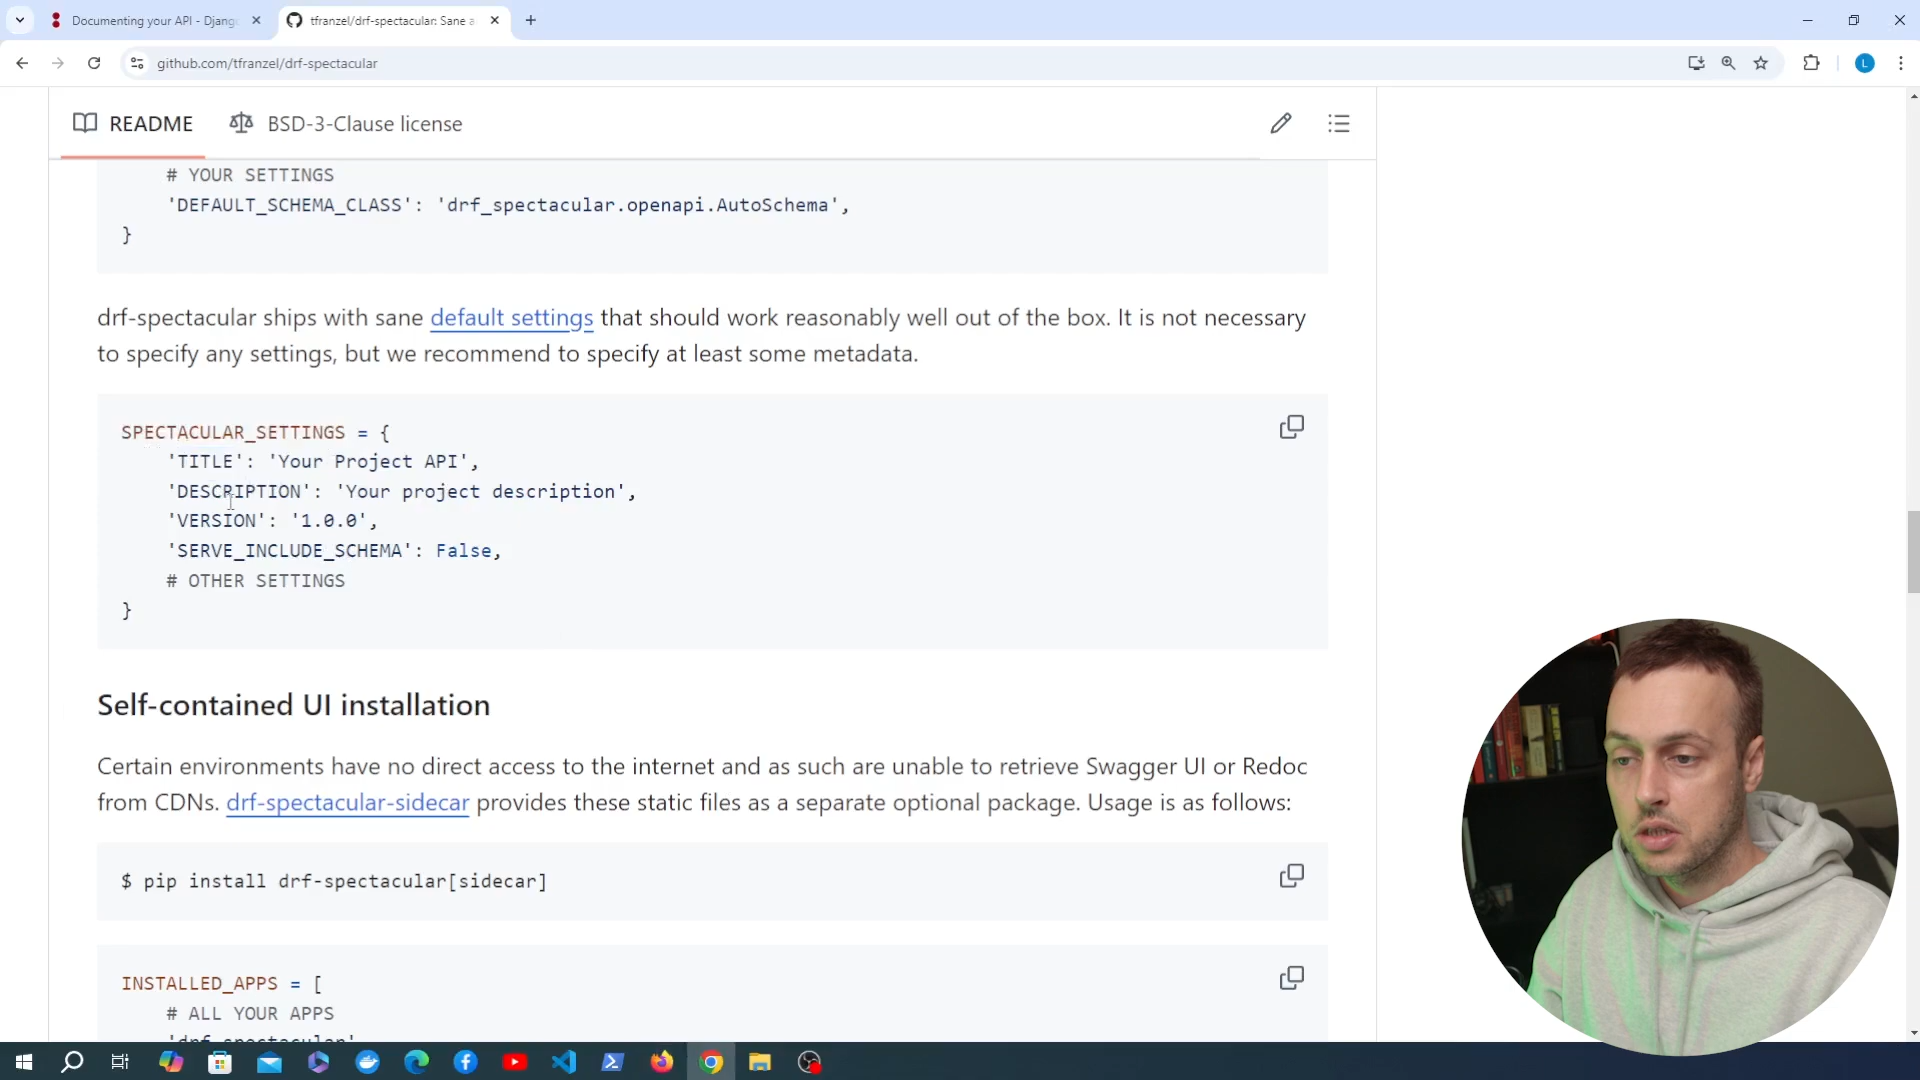 Documenting your API - Djang
tfranzel/drf-spectacular: Sane a
github.com/tfranzel/drf-spectacular
L
README
BSD-3-Clause license
# YOUR SETTINGS
'DEFAULT_SCHEMA_CLASS': 'drf_spectacular.openapi.AutoSchema',
}
drf-spectacular ships with sane default settings that should work reasonably well out of the box. It is not necessary
to specify any settings, but we recommend to specify at least some metadata.
SPECTACULAR_SETTINGS = {
'TITLE': 'Your Project API',
'DESCRIPTION': 'Your project description',
'VERSION': '1.0.0',
'SERVE_INCLUDE_SCHEMA': False,
# OTHER SETTINGS
}
Self-contained UI installation
Certain environments have no direct access to the internet and as such are unable to retrieve Swagger UI or Redoc
from CDNs. drf-spectacular-sidecar provides these static files as a separate optional package. Usage is as follows:
$ pip install drf-spectacular[sidecar]
INSTALLED_APPS = [
# ALL YOUR APPS
'drf_spectacular'